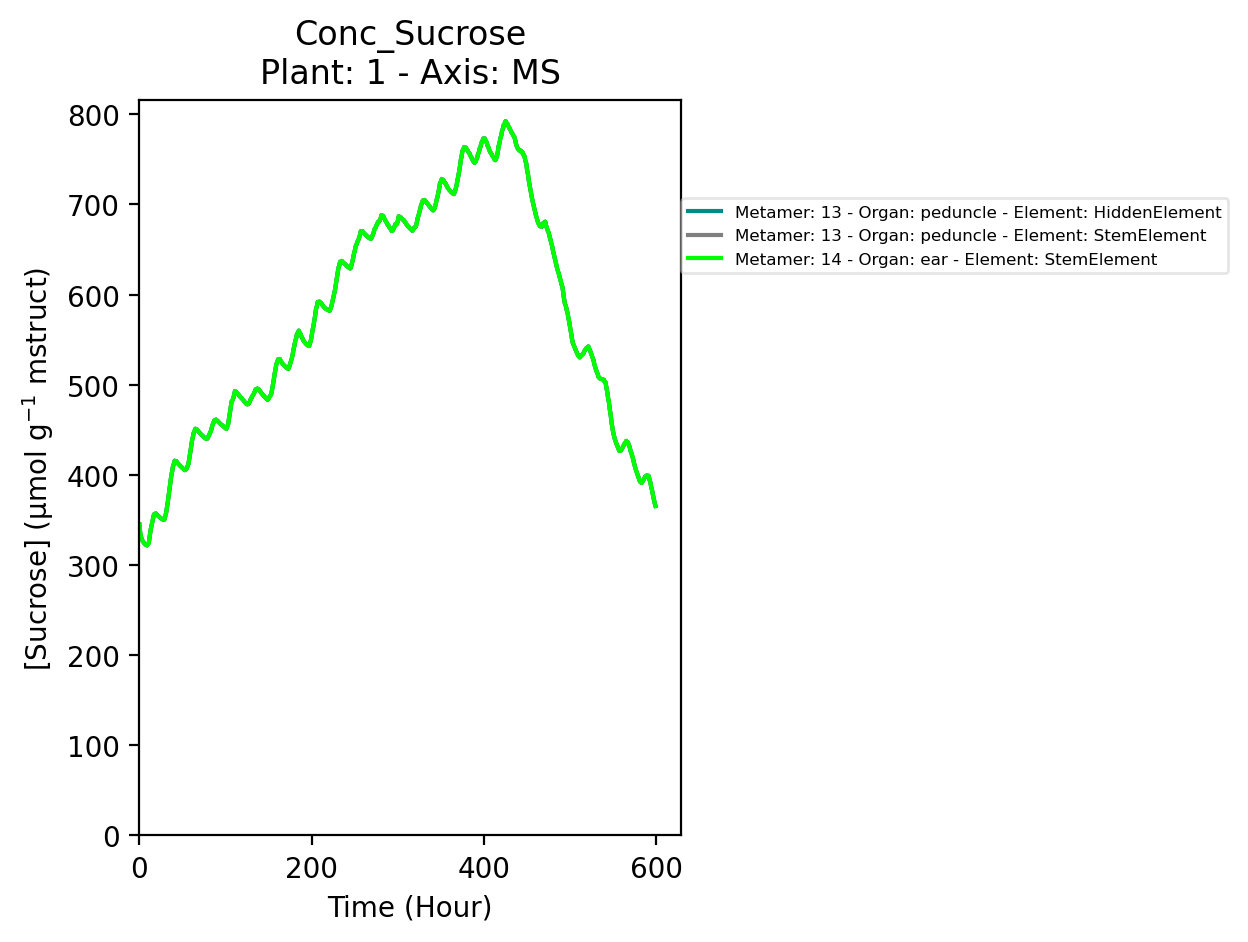 Conc_Sucrose
Plant: 1 - Axis: MS
800
700
600
500
400
300
200
100
0
[Sucrose] (µmol g⁻¹ mstruct)
0 200 400 600
Time (Hour)
Metamer: 13 - Organ: peduncle - Element: HiddenElement
Metamer: 13 - Organ: peduncle - Element: StemElement
Metamer: 14 - Organ: ear - Element: StemElement